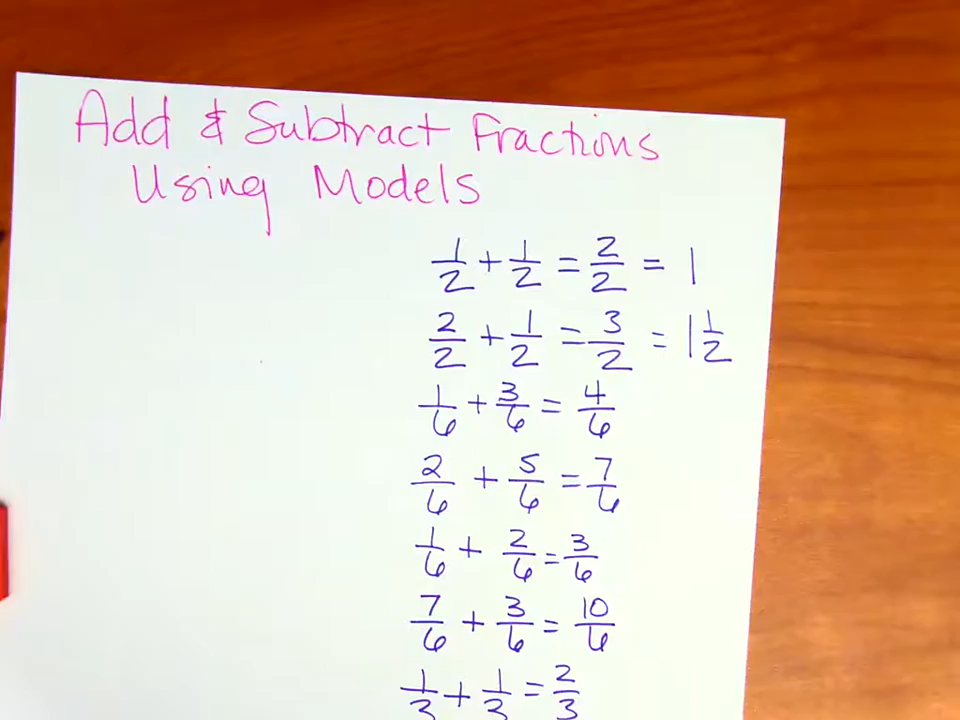 Add & Subtract Fractions
Using Models
1/2 + 1/2 = 2/2 = 1
2/2 + 1/2 = 3/2 = 1 1/2
1/6 + 3/6 = 4/6
2/6 + 5/6 = 7/6
1/6 + 2/6 = 3/6
7/6 + 3/6 = 10/6
1/3 + 1/3 = 2/3